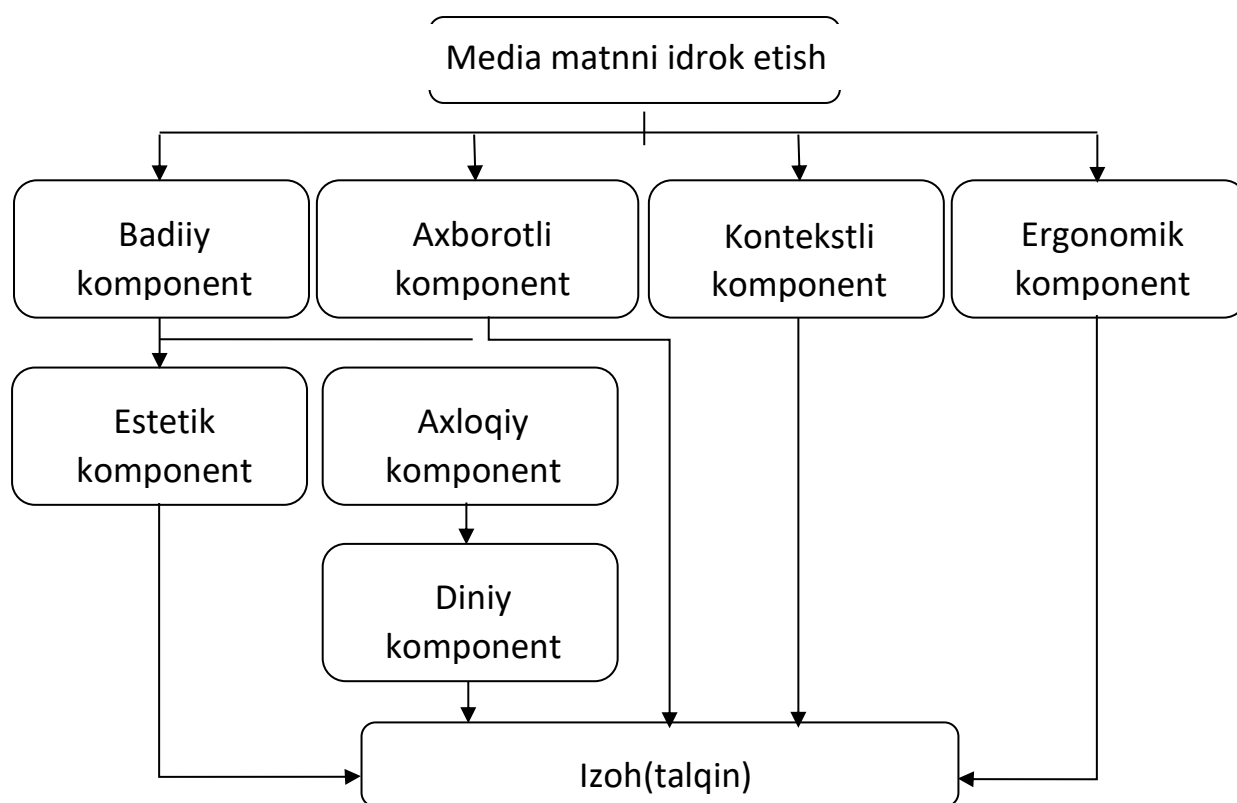 Media matnni idrok etish
Badiiy
komponent
Axborotli
komponent
Kontekstli
komponent
Ergonomik
komponent
Estetik
komponent
Axloqiy
komponent
Diniy
komponent
Izoh(talqin)